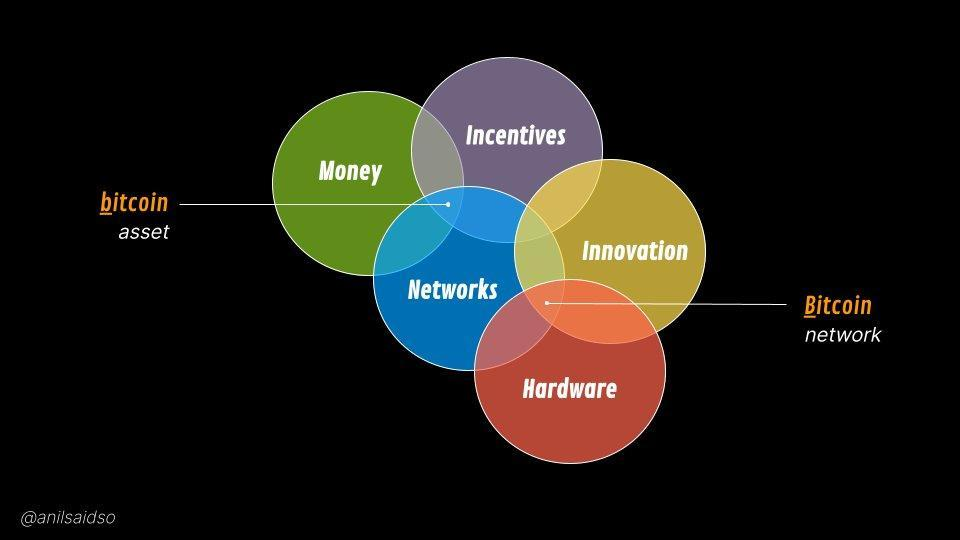 Incentives
Money
bitcoin
asset
Innovation
Networks
Bitcoin
network
Hardware
@anilsaidso